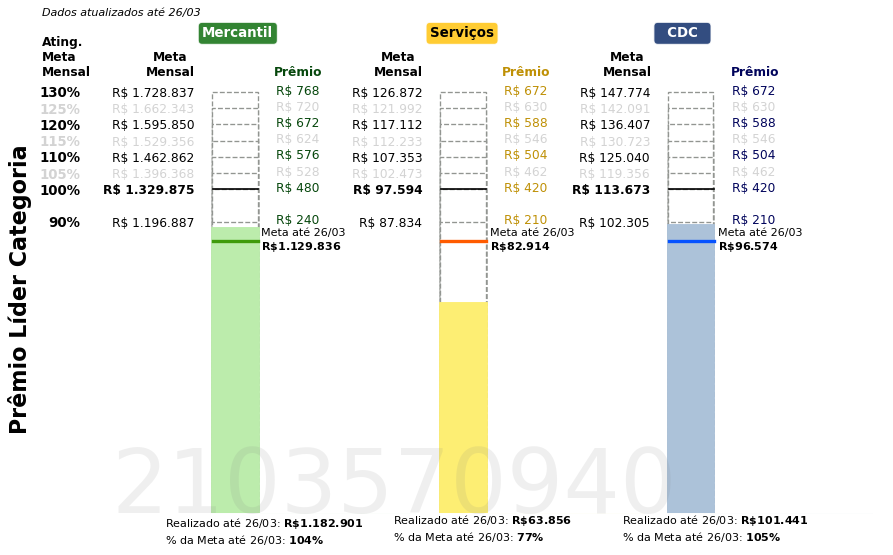 Dados atualizados até 26/03
Mercantil Serviços CDC
Ating. Meta Mensal Meta Mensal Prêmio Meta Mensal Prêmio Meta Mensal Prêmio
130% R$ 1.728.837 R$ 768 R$ 126.872 R$ 672 R$ 147.774 R$ 672
125% R$ 1.662.343 R$ 720 R$ 121.992 R$ 630 R$ 142.091 R$ 630
120% R$ 1.595.850 R$ 672 R$ 117.112 R$ 588 R$ 136.407 R$ 588
115% R$ 1.529.356 R$ 624 R$ 112.233 R$ 546 R$ 130.723 R$ 546
110% R$ 1.462.862 R$ 576 R$ 107.353 R$ 504 R$ 125.040 R$ 504
105% R$ 1.396.368 R$ 528 R$ 102.473 R$ 462 R$ 119.356 R$ 462
100% R$ 1.329.875 R$ 480 R$ 97.594 R$ 420 R$ 113.673 R$ 420
90% R$ 1.196.887 R$ 240 R$ 87.834 R$ 210 R$ 102.305 R$ 210
Meta até 26/03 Meta até 26/03 Meta até 26/03
R$1.129.836 R$82.914 R$96.574
Prêmio Líder Categoria
2103570940
Realizado até 26/03: R$1.182.901 Realizado até 26/03: R$63.856 Realizado até 26/03: R$101.441
% da Meta até 26/03: 104% % da Meta até 26/03: 77% % da Meta até 26/03: 105%